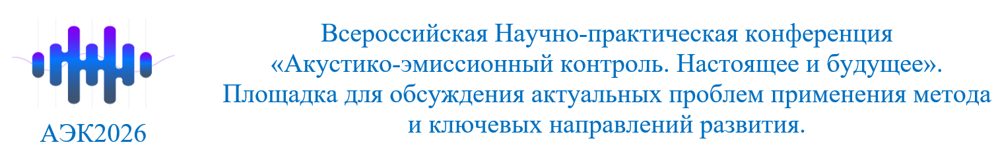 Всероссийская Научно-практическая конференция
«Акустико-эмиссионный контроль. Настоящее и будущее».
Площадка для обсуждения актуальных проблем применения метода
и ключевых направлений развития.
АЭК2026